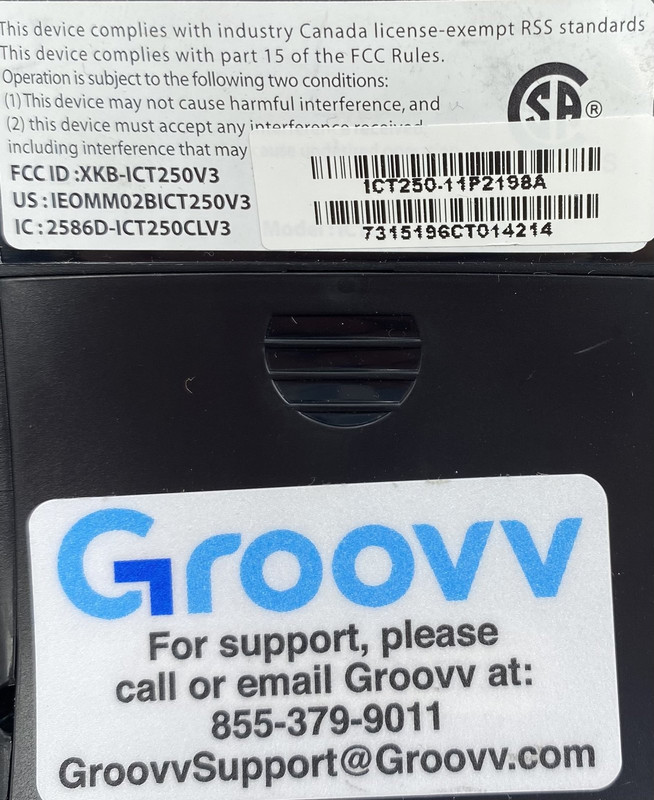 This device complies with industry Canada license-exempt RSS standards
This device complies with part 15 of the FCC Rules.
Operation is subject to the following two conditions:
(1) This device may not cause harmful interference, and
(2) this device must accept any interference received,
including interference that may
SA®
FCC ID :XKB-ICT250V3
US : IEOMM02BICT250V3
IC : 2586D-ICT250CLV3
ICT250-11P2198A
7315196CT014214
Groovv
For support, please
call or email Groovv at:
855-379-9011
GroovvSupport@Groovv.com